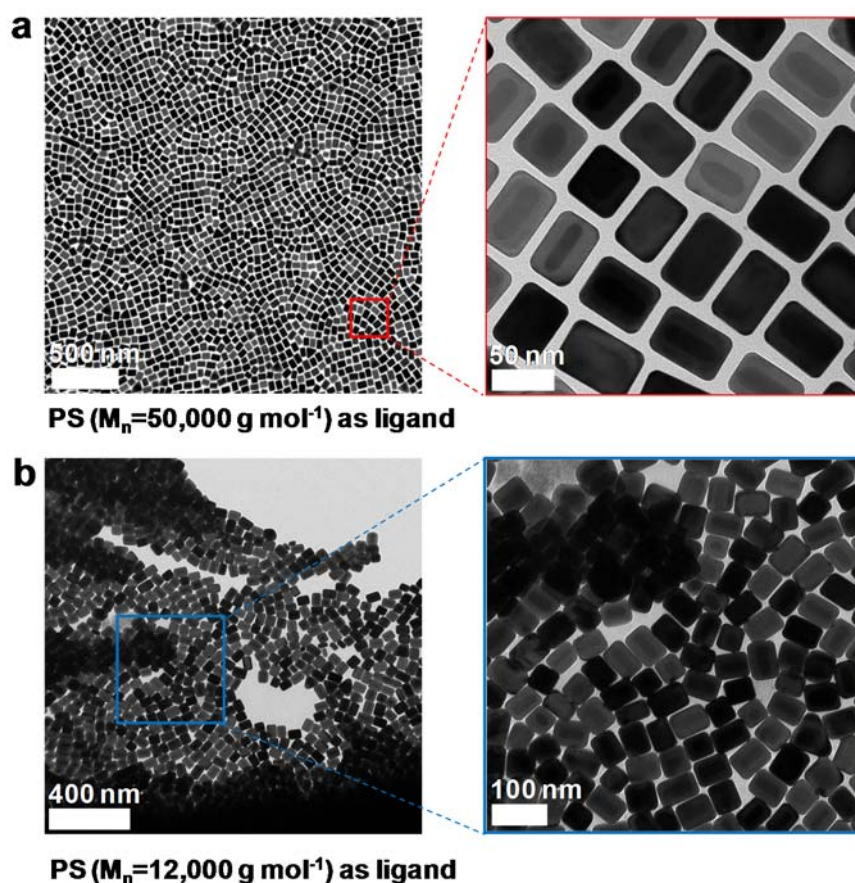 a
500 nm
50 nm
PS (Mₙ=50,000 g mol⁻¹) as ligand
b
400 nm
100 nm
PS (Mₙ=12,000 g mol⁻¹) as ligand